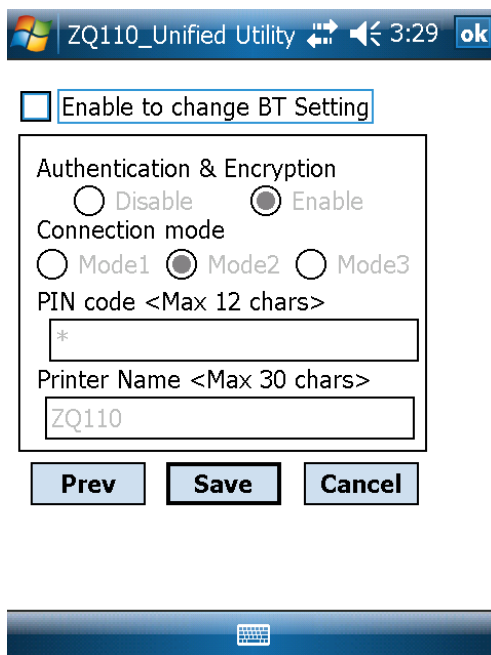 ZQ110_Unified Utility 3:29 ok
Enable to change BT Setting
Authentication & Encryption
Disable Enable
Connection mode
Mode1 Mode2 Mode3
PIN code <Max 12 chars>
*
Printer Name <Max 30 chars>
ZQ110
Prev Save Cancel